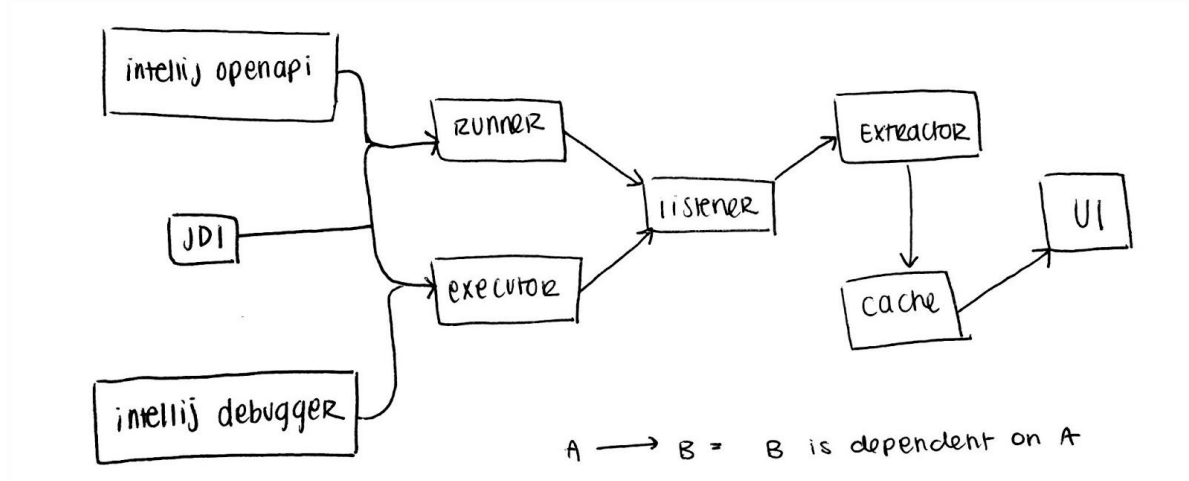 intellij openapi
RUNNER
EXTRACTOR
JDI
listener
UI
executor
cache
intellij debugger
A → B = B is dependent on A